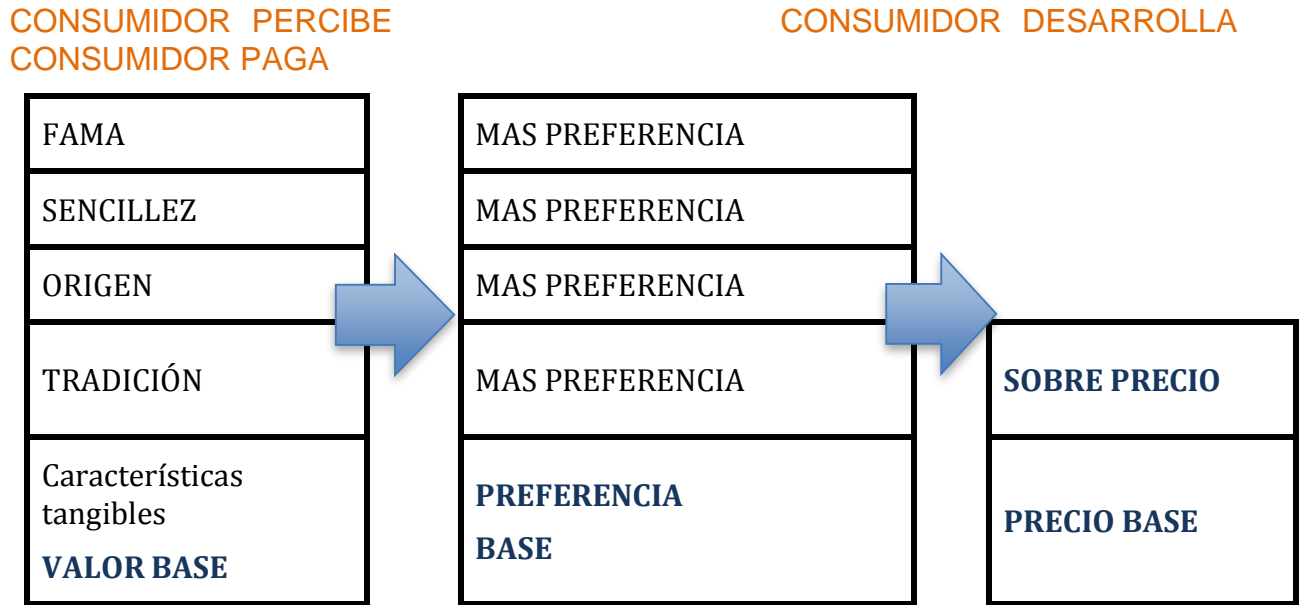 CONSUMIDOR PERCIBE CONSUMIDOR DESARROLLA
CONSUMIDOR PAGA
FAMA
SENCILLEZ
ORIGEN
TRADICIÓN
Características
tangibles
VALOR BASE
MAS PREFERENCIA
MAS PREFERENCIA
MAS PREFERENCIA
MAS PREFERENCIA
PREFERENCIA
BASE
SOBRE PRECIO
PRECIO BASE